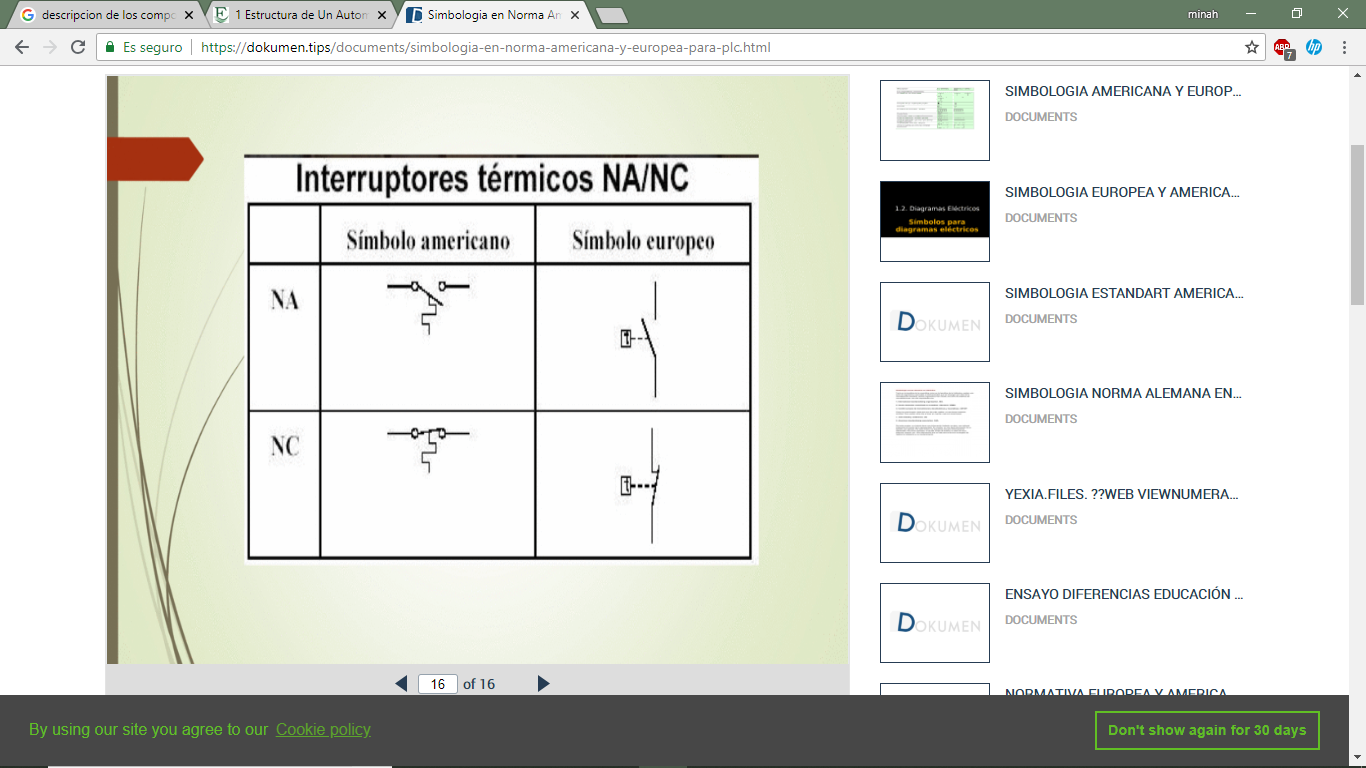 descripcion de los compo
1 Estructura de Un Autom
Simbologia en Norma Am
minah
Es seguro
https://dokumen.tips/documents/simbologia-en-norma-americana-y-europea-para-plc.html
ABP
7
hp
Interruptores térmicos NA/NC
Símbolo americano
Símbolo europeo
NA
NC
16 of 16
SIMBOLOGIA AMERICANA Y EUROP...
DOCUMENTS
1.2. Diagramas Eléctricos
Símbolos para
diagramas eléctricos
SIMBOLOGIA EUROPEA Y AMERICA...
DOCUMENTS
DOKUMEN
SIMBOLOGIA ESTANDART AMERICA...
DOCUMENTS
SIMBOLOGIA NORMA ALEMANA EN...
DOCUMENTS
DOKUMEN
YEXIA.FILES. ??WEB VIEWNUMERA...
DOCUMENTS
DOKUMEN
ENSAYO DIFERENCIAS EDUCACIÓN ...
DOCUMENTS
NORMATIVA EUROPEA Y AMERICA
By using our site you agree to our Cookie policy
Don't show again for 30 days